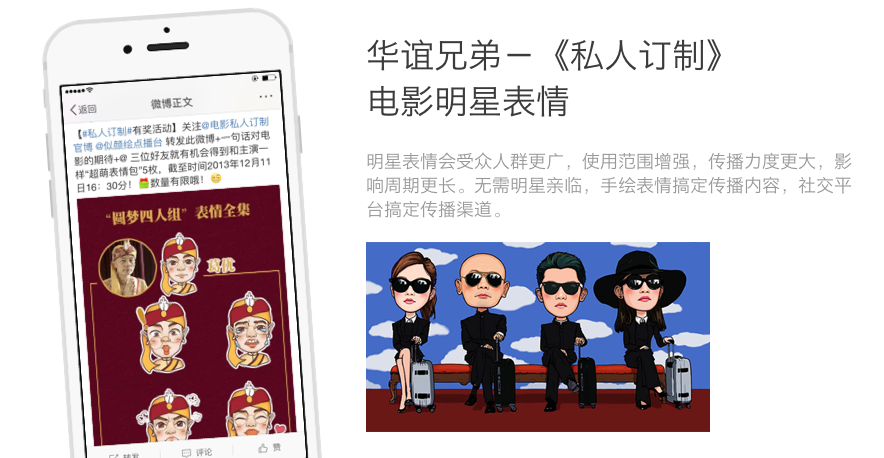 返回
微博正文
【#私人订制#有奖活动】关注@电影私人订制
官博 @似颜绘点播台 转发此微博+一句话对电
影的期待+@ 三位好友就有机会得到和主演一
样“超萌表情包”5枚，截至时间2013年12月11
日16：30分！数量有限哦！
“圆梦四人组” 表情全集
葛优
转发
评论
赞
华谊兄弟－《私人订制》
电影明星表情
明星表情会受众人群更广，使用范围增强，传播力度更大，影
响周期更长。无需明星亲临，手绘表情搞定传播内容，社交平
台搞定传播渠道。